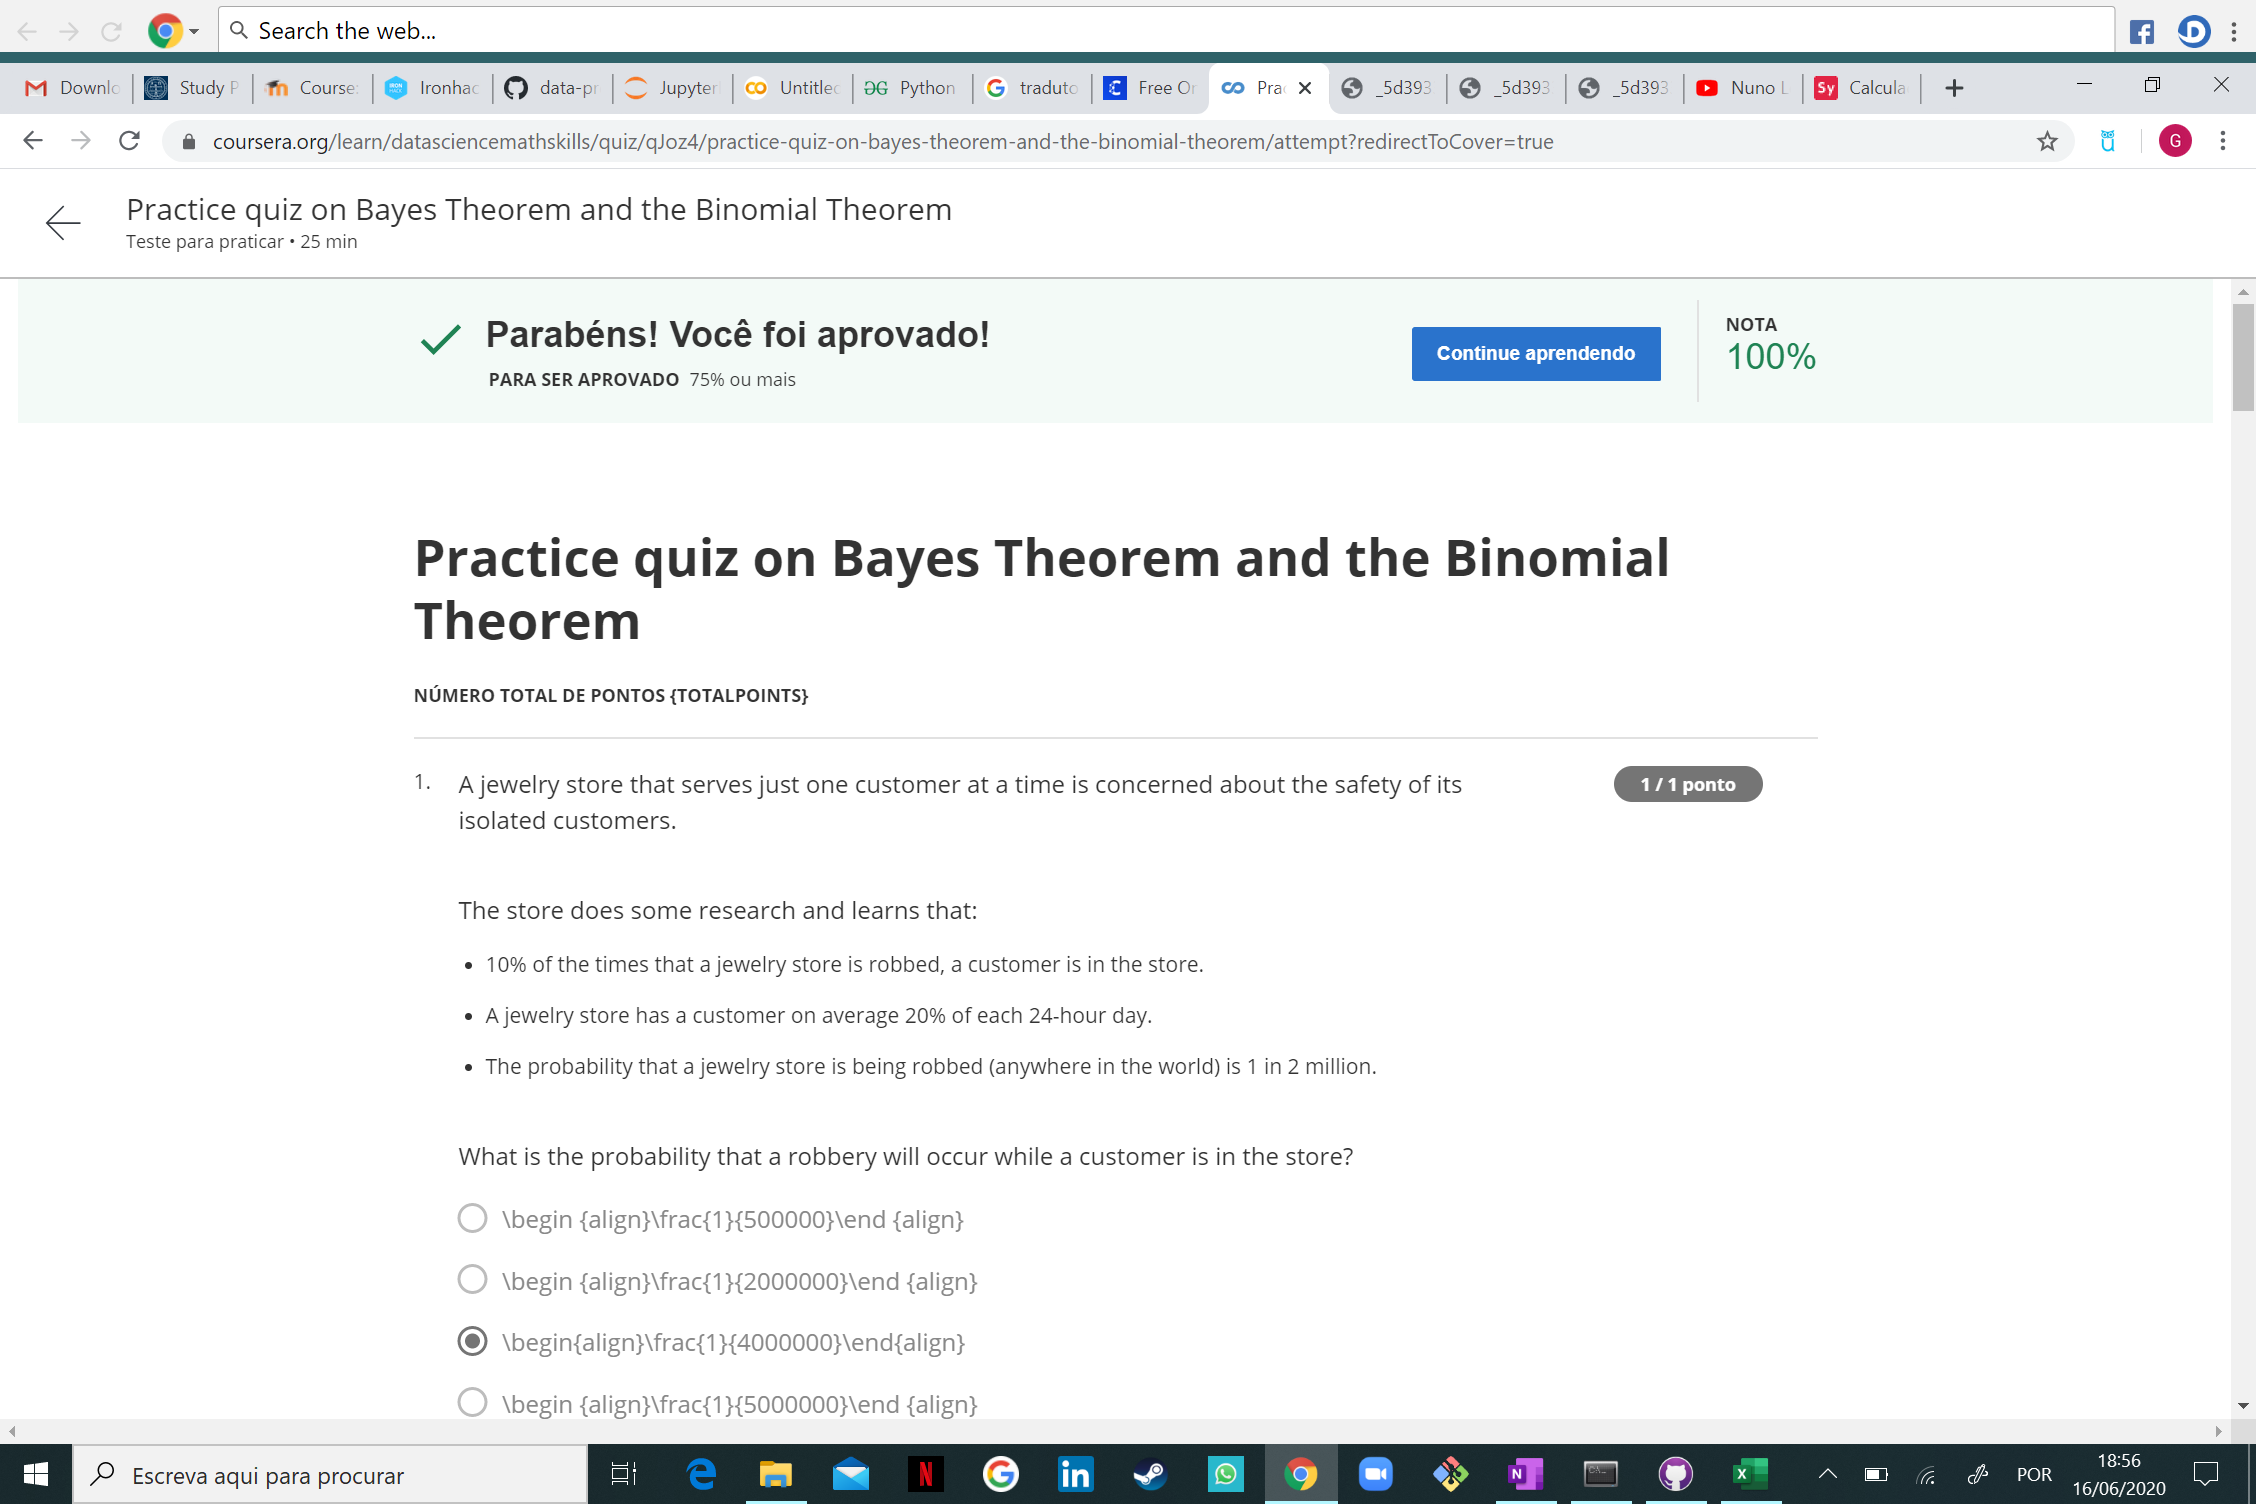 Search the web...
Downlo
Study P
Course:
Ironhac
data-pr
Jupyter
Untitled
Python
traduto
Free Or
Prac
_5d393
_5d393
_5d393
Nuno L
Sy Calcula
coursera.org/learn/datasciencemathskills/quiz/qJoz4/practice-quiz-on-bayes-theorem-and-the-binomial-theorem/attempt?redirectToCover=true
G
Practice quiz on Bayes Theorem and the Binomial Theorem
Teste para praticar • 25 min
Parabéns! Você foi aprovado!
PARA SER APROVADO 75% ou mais
Continue aprendendo
NOTA
100%
Practice quiz on Bayes Theorem and the Binomial
Theorem
NÚMERO TOTAL DE PONTOS {TOTALPOINTS}
1. A jewelry store that serves just one customer at a time is concerned about the safety of its
isolated customers.
1 / 1 ponto
The store does some research and learns that:
• 10% of the times that a jewelry store is robbed, a customer is in the store.
• A jewelry store has a customer on average 20% of each 24-hour day.
• The probability that a jewelry store is being robbed (anywhere in the world) is 1 in 2 million.
What is the probability that a robbery will occur while a customer is in the store?
\begin {align}\frac{1}{500000}\end {align}
\begin {align}\frac{1}{2000000}\end {align}
\begin{align}\frac{1}{4000000}\end{align}
\begin {align}\frac{1}{5000000}\end {align}
Escreva aqui para procurar
POR
18:56
16/06/2020